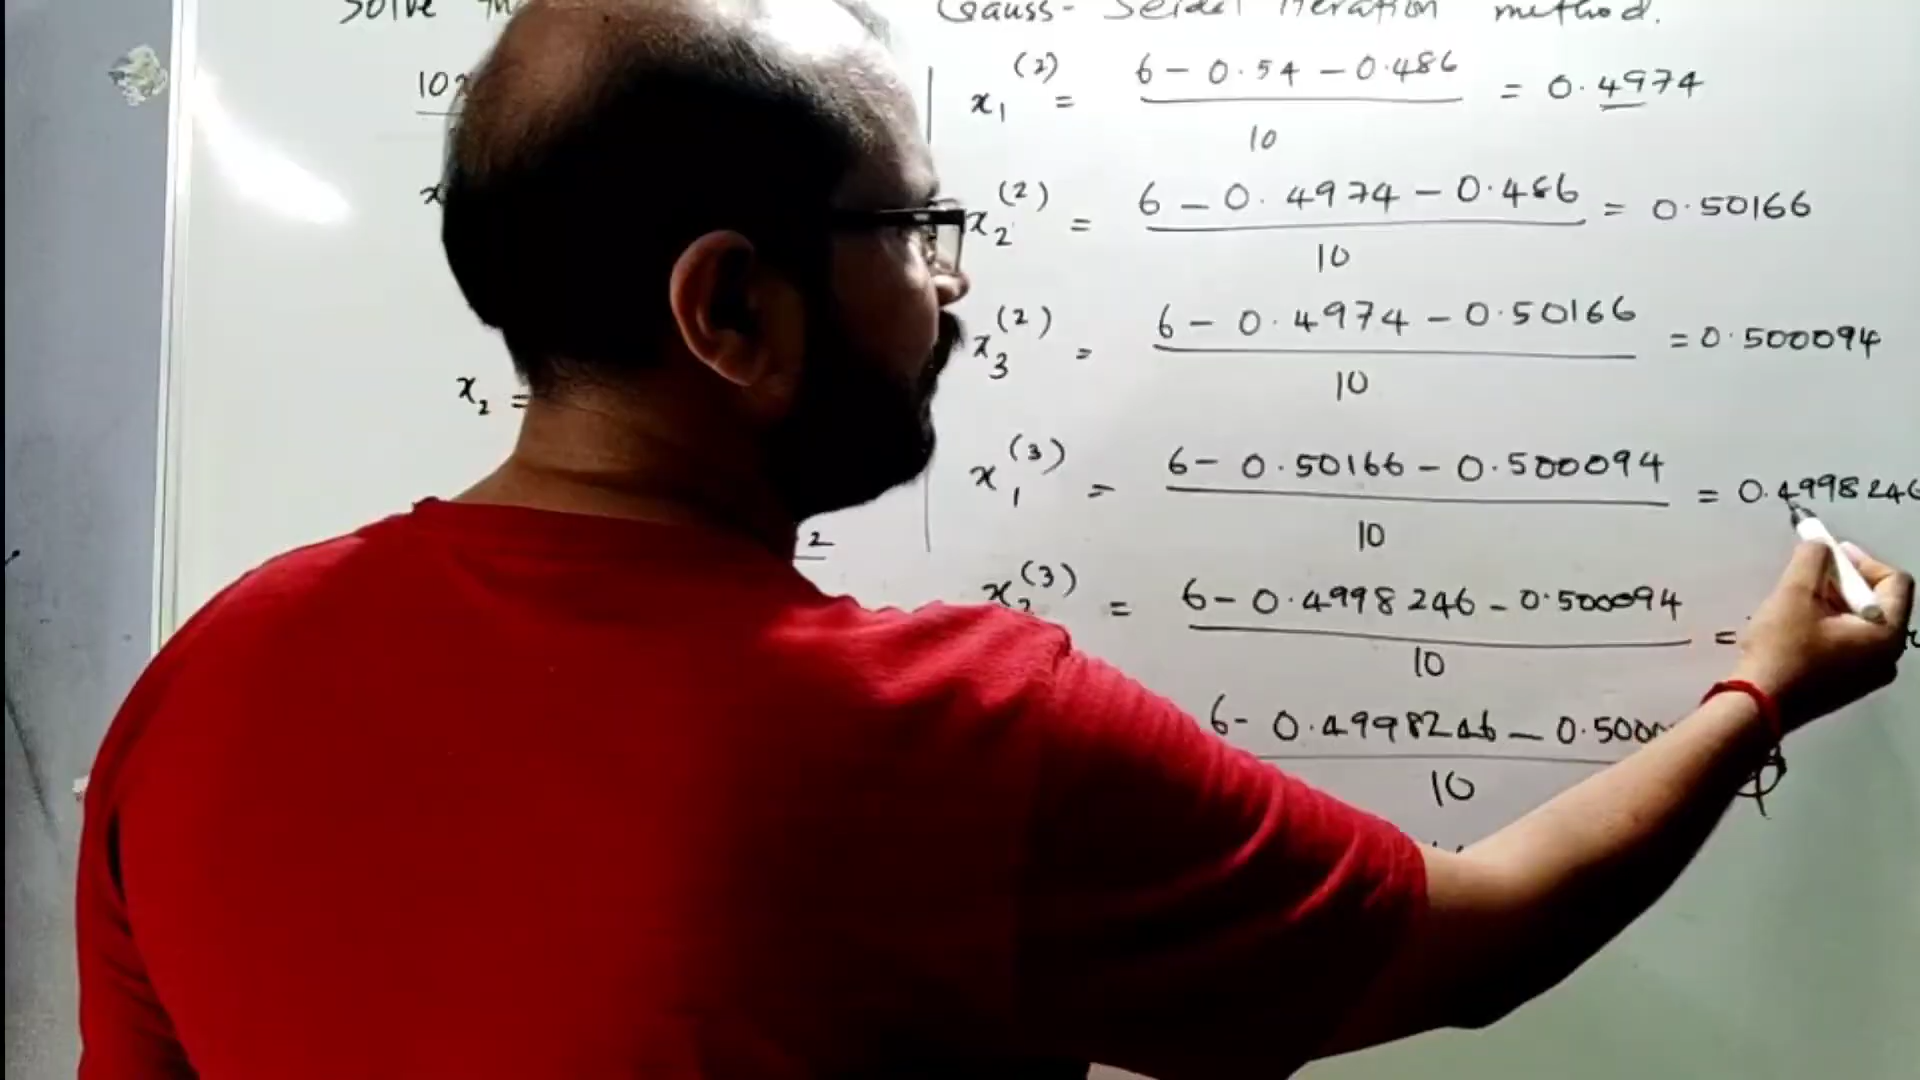 Solve Gauss-Seidel iteration method.
10x
x
x₂ =
2
x₁⁽²⁾ = 6 - 0.54 - 0.486 / 10 = 0.4974
x₂⁽²⁾ = 6 - 0.4974 - 0.486 / 10 = 0.50166
x₃⁽²⁾ = 6 - 0.4974 - 0.50166 / 10 = 0.500094
x₁⁽³⁾ = 6 - 0.50166 - 0.500094 / 10 = 0.4998246
x₂⁽³⁾ = 6 - 0.4998246 - 0.500094 / 10 =
6 - 0.4998246 - 0.500 / 10